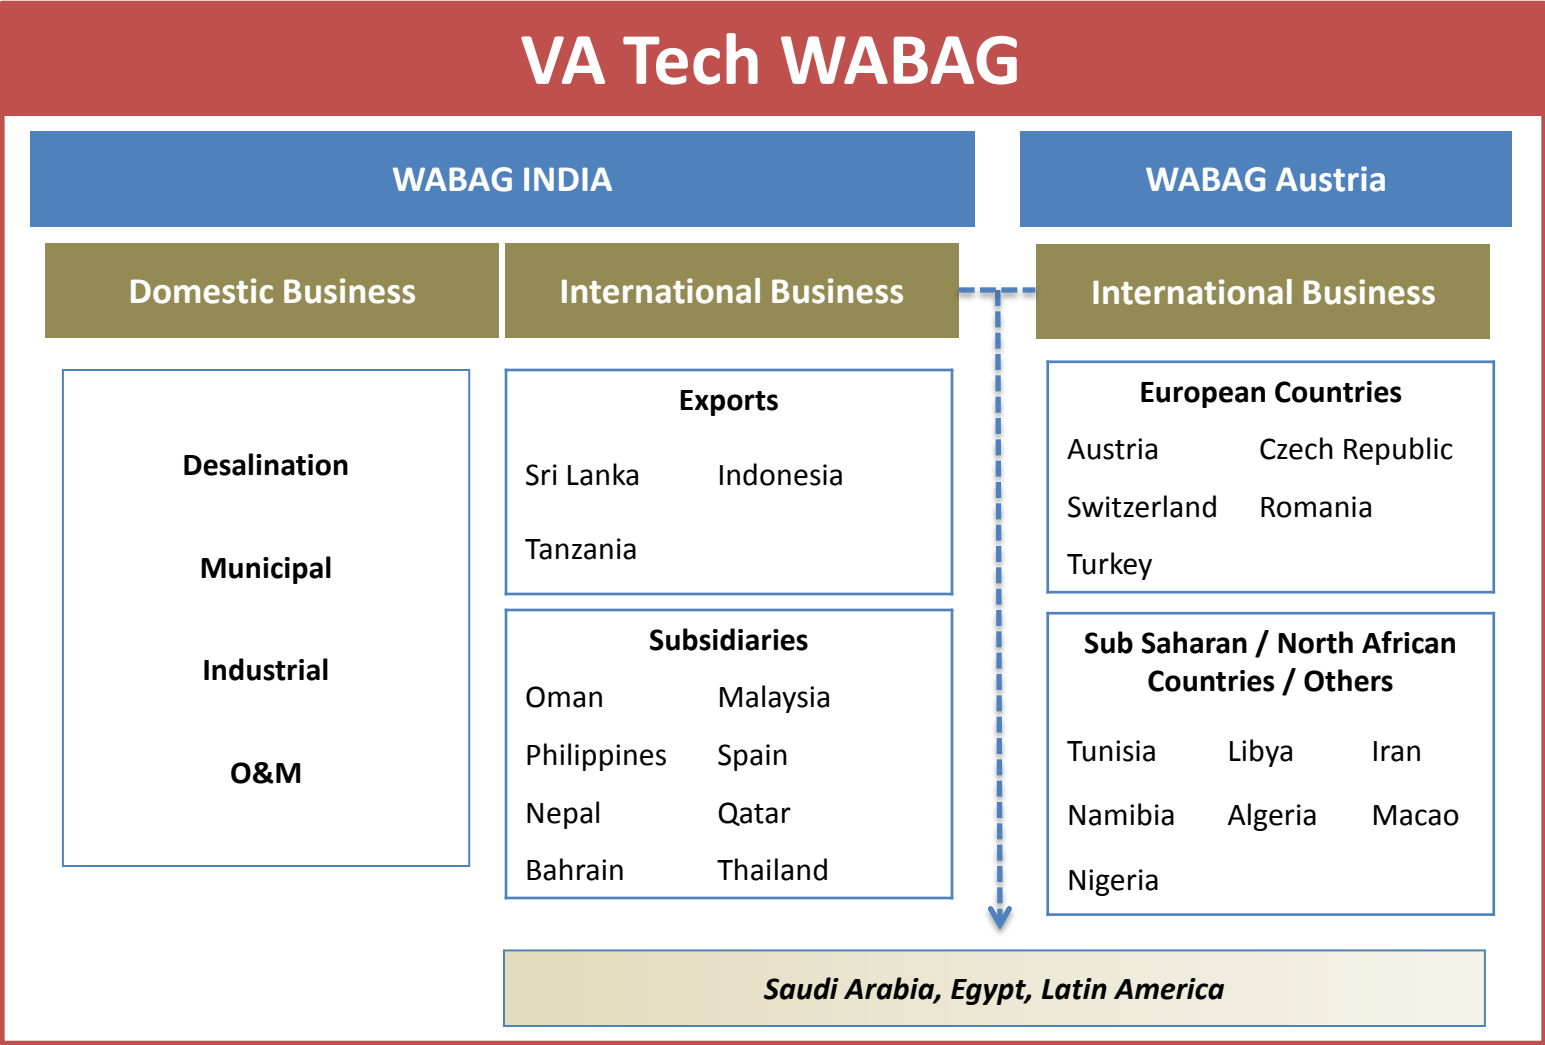 VA Tech WABAG
WABAG INDIA
WABAG Austria
Domestic Business
International Business
International Business
Desalination
Municipal
Industrial
O&M
Exports
Sri Lanka Indonesia
Tanzania
Subsidiaries
Oman Malaysia
Philippines Spain
Nepal Qatar
Bahrain Thailand
European Countries
Austria Czech Republic
Switzerland Romania
Turkey
Sub Saharan / North African
Countries / Others
Tunisia Libya Iran
Namibia Algeria Macao
Nigeria
Saudi Arabia, Egypt, Latin America